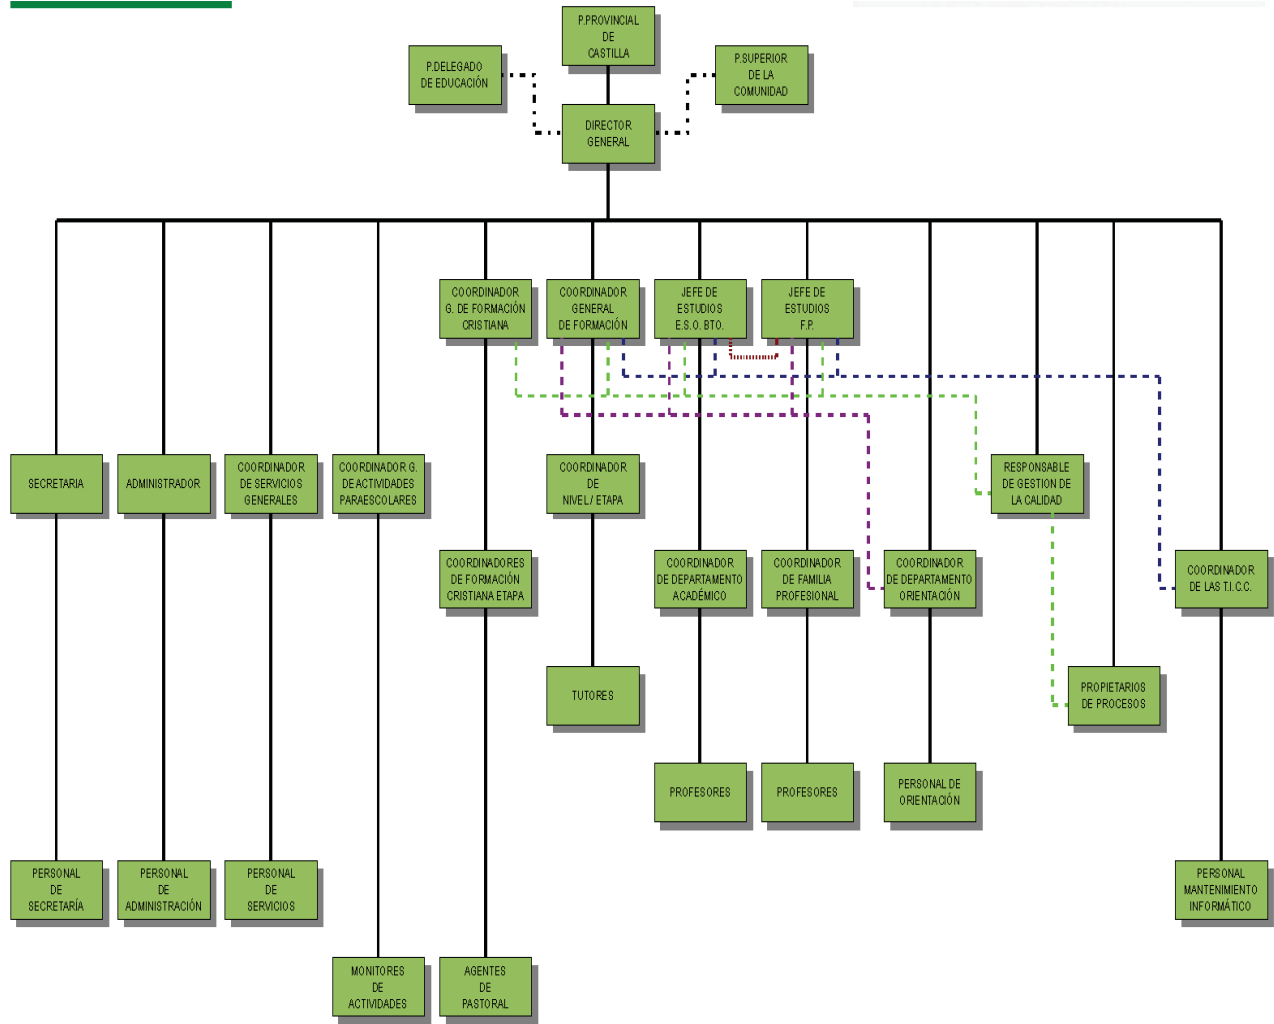 P.PROVINCIAL
DE
CASTILLA
P.DELEGADO
DE EDUCACIÓN
P.SUPERIOR
DE LA
COMUNIDAD
DIRECTOR
GENERAL
COORDINADOR
G. DE FORMACIÓN
CRISTIANA
COORDINADOR
GENERAL
DE FORMACIÓN
JEFE DE
ESTUDIOS
E.S.O. BTO.
JEFE DE
ESTUDIOS
F.P.
SECRETARIA
ADMINISTRADOR
COORDINADOR
DE SERVICIOS
GENERALES
COORDINADOR G.
DE ACTIVIDADES
PARAESCOLARES
COORDINADOR
DE
NIVEL / ETAPA
RESPONSABLE
DE GESTION DE
LA CALIDAD
COORDINADORES
DE FORMACIÓN
CRISTIANA ETAPA
COORDINADOR
DE DEPARTAMENTO
ACADÉMICO
COORDINADOR
DE FAMILIA
PROFESIONAL
COORDINADOR
DE DEPARTAMENTO
ORIENTACIÓN
COORDINADOR
DE LAS T.I.C.C.
TUTORES
PROPIETARIOS
DE PROCESOS
PROFESORES
PROFESORES
PERSONAL DE
ORIENTACIÓN
PERSONAL
DE
SECRETARÍA
PERSONAL
DE
ADMINISTRACIÓN
PERSONAL
DE
SERVICIOS
PERSONAL
MANTENIMIENTO
INFORMÁTICO
MONITORES
DE
ACTIVIDADES
AGENTES
DE
PASTORAL